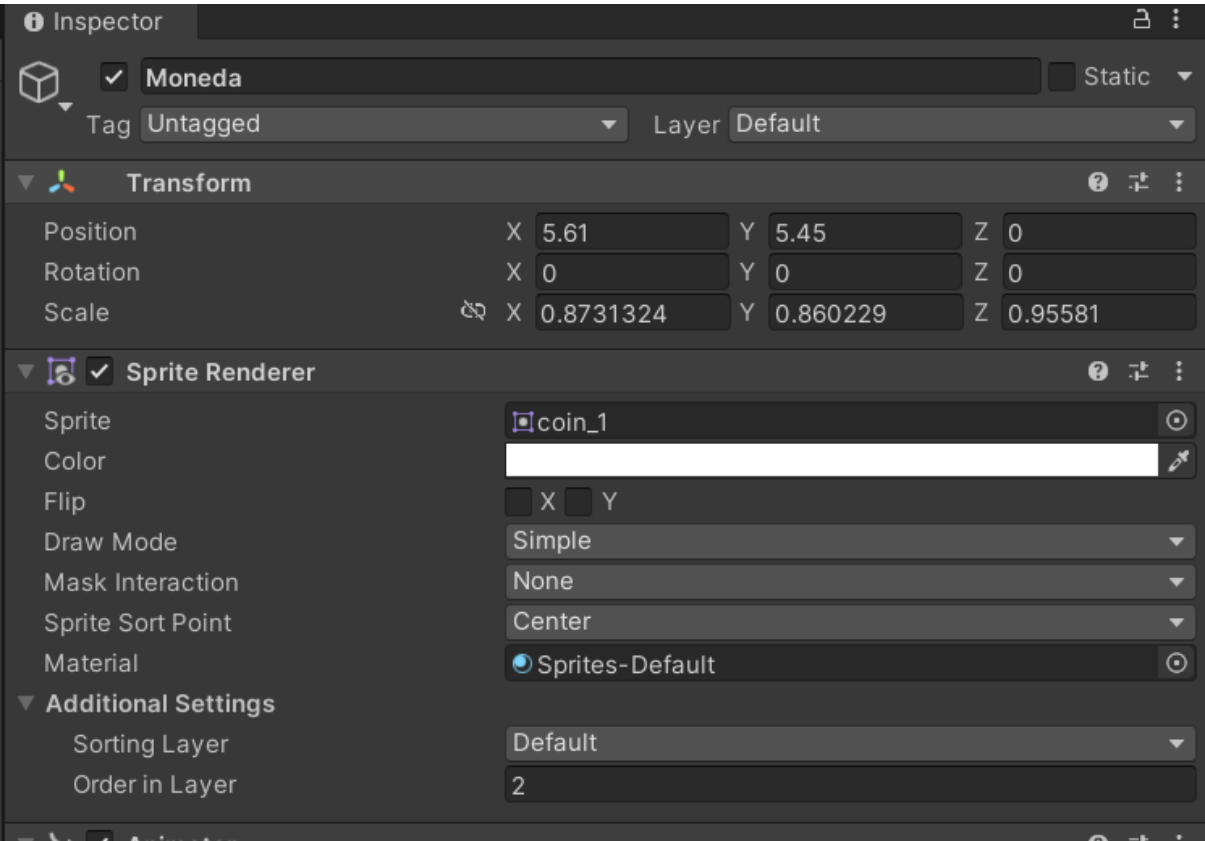 Inspector
Moneda Static
Tag Untagged Layer Default
Transform
Position X 5.61 Y 5.45 Z 0
Rotation X 0 Y 0 Z 0
Scale X 0.8731324 Y 0.860229 Z 0.95581
Sprite Renderer
Sprite coin_1
Color
Flip X Y
Draw Mode Simple
Mask Interaction None
Sprite Sort Point Center
Material Sprites-Default
Additional Settings
Sorting Layer Default
Order in Layer 2